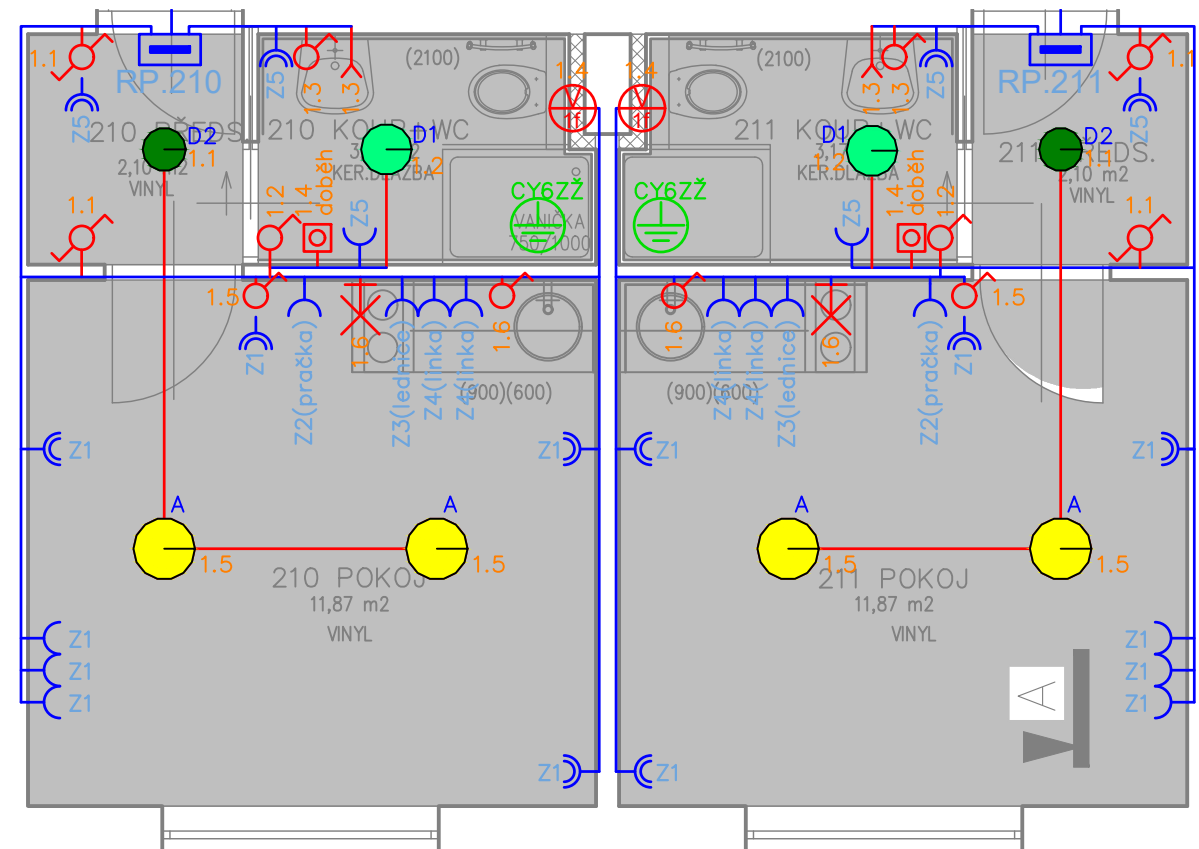 1.1
RP.210
Z5
Z5
1.3
1.3
(2100)
1.4
1f
1.4
1f
(2100)
1.3
1.3
Z5
RP.211
1.1
Z5
210 PŘEDS.
D2
1.1
2,10 m2
VINYL
210 KOUP.+WC
D1
1.2
KER.DLAŽBA
211 KOUP.+WC
D1
1.2
KER.DLAŽBA
211 PŘEDS.
D2
1.1
2,10 m2
VINYL
1.1
1.2
1.4
doběh
Z5
CY6ZŽ
VANIČKA
750/1000
CY6ZŽ
Z5
1.4
doběh
1.2
1.1
1.5
Z1
Z2(pračka)
1.6
Z3(lednice)
Z4(linka)
Z4(linka)
1.6
(900)(600)
1.6
(900)(600)
Z4(linka)
Z4(linka)
Z3(lednice)
1.6
Z2(pračka)
Z1
1.5
Z1
Z1
Z1
Z1
A
1.5
A
1.5
A
1.5
A
1.5
210 POKOJ
11,87 m2
VINYL
211 POKOJ
11,87 m2
VINYL
Z1
Z1
Z1
Z1
Z1
Z1
A
Z1
Z1